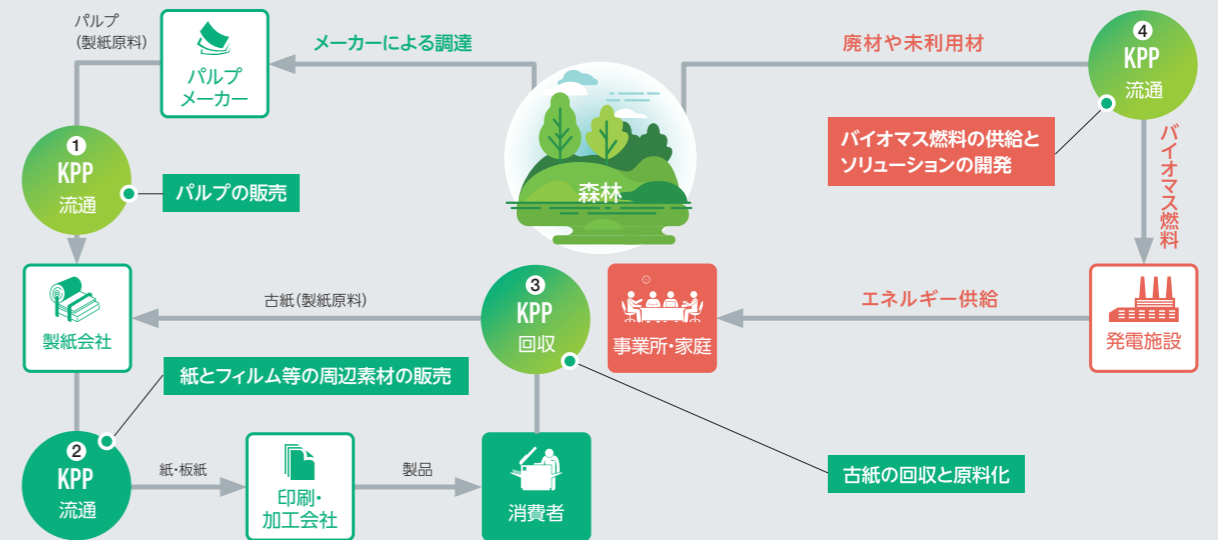 パルプ
(製紙原料)
パルプ
メーカー
メーカーによる調達
廃材や未利用材
4
KPP
流通
バイオマス燃料の供給と
ソリューションの開発
バイオマス燃料
森林
1
KPP
流通
パルプの販売
製紙会社
古紙(製紙原料)
3
KPP
回収
事業所・家庭
エネルギー供給
発電施設
紙とフィルム等の周辺素材の販売
2
KPP
流通
紙・板紙
印刷・
加工会社
製品
消費者
古紙の回収と原料化